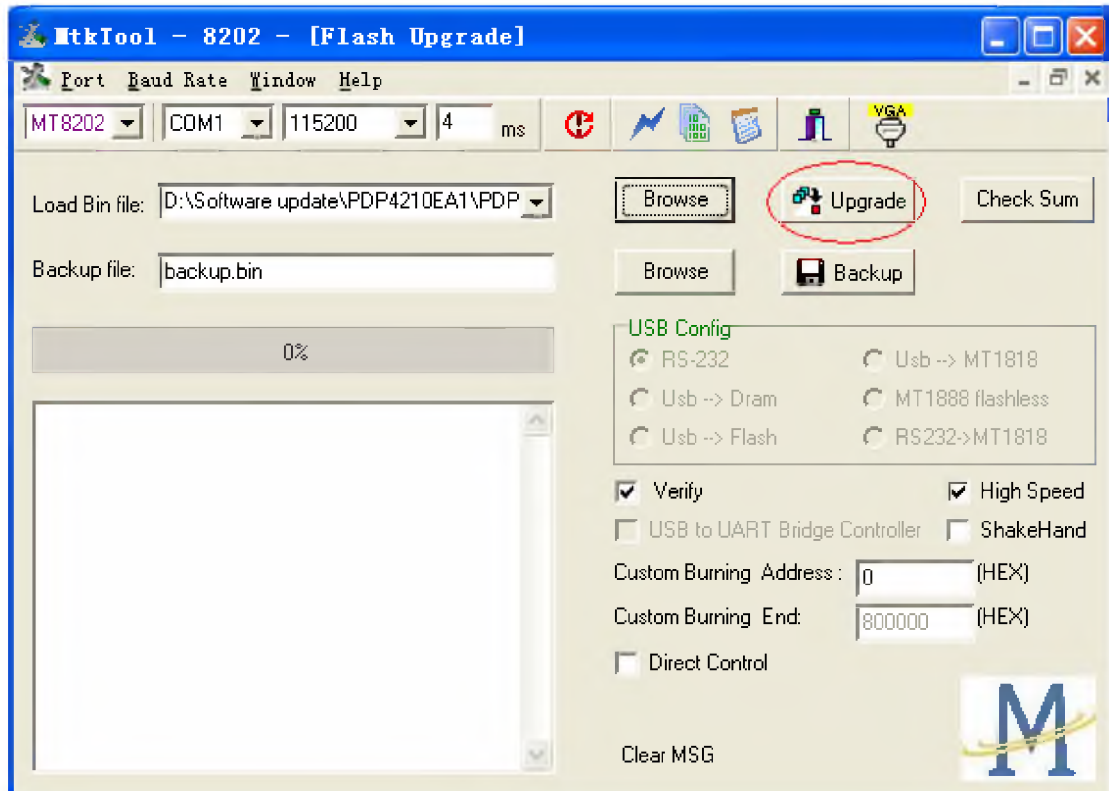 MtkTool - 8202 - [Flash Upgrade]
Port Baud Rate Window Help
MT8202 COM1 115200 4 ms VGA
Load Bin file: D:\Software update\PDP4210EA1\PDP Browse Upgrade Check Sum
Backup file: backup.bin Browse Backup
0%
USB Config
RS-232 Usb --> MT1818
Usb --> Dram MT1888 flashless
Usb --> Flash RS232->MT1818
Verify High Speed
USB to UART Bridge Controller ShakeHand
Custom Burning Address : 0 (HEX)
Custom Burning End: 800000 (HEX)
Direct Control
Clear MSG
M